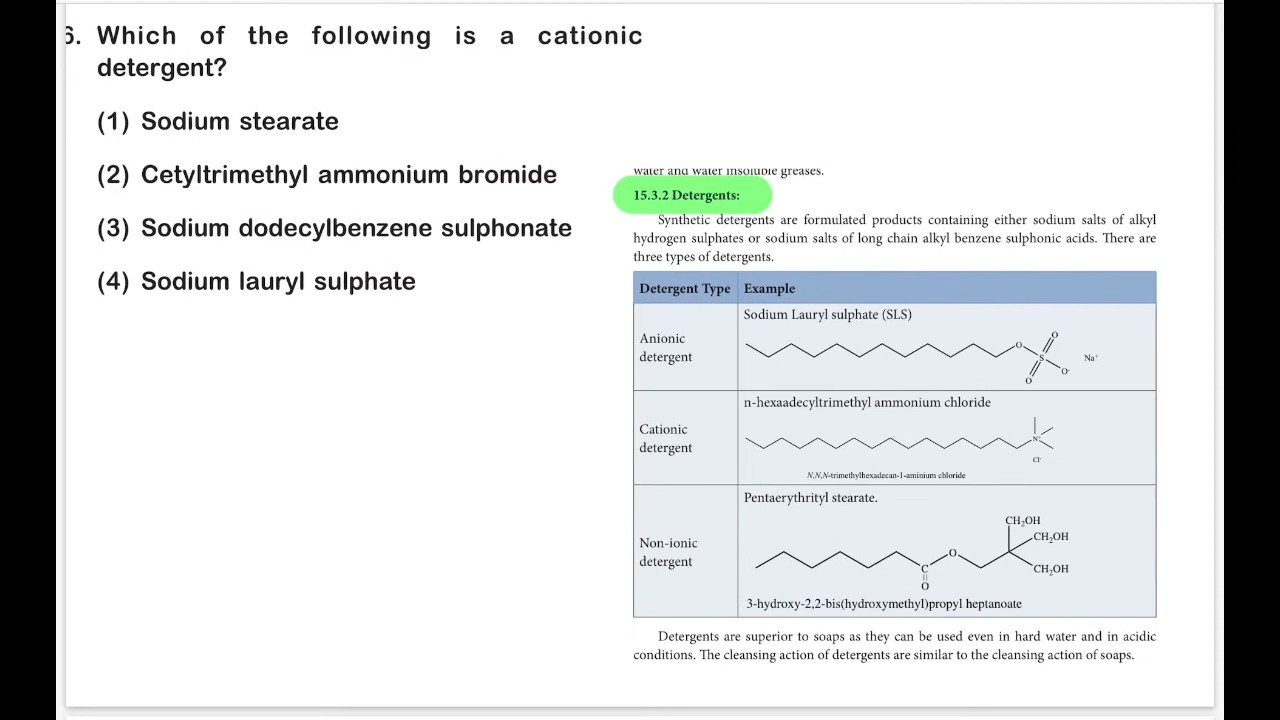 6. Which of the following is a cationic
detergent?
(1) Sodium stearate
(2) Cetyltrimethyl ammonium bromide
(3) Sodium dodecylbenzene sulphonate
(4) Sodium lauryl sulphate
water and water insoluble greases.
15.3.2 Detergents:
Synthetic detergents are formulated products containing either sodium salts of alkyl
hydrogen sulphates or sodium salts of long chain alkyl benzene sulphonic acids. There are
three types of detergents.
Detergent Type Example
Anionic
detergent
Sodium Lauryl sulphate (SLS)
O
O
S
O
O⁻
Na⁺
Cationic
detergent
n-hexaadecyltrimethyl ammonium chloride
N⁺
Cl⁻
N,N,N-trimethylhexadecan-1-aminium chloride
Non-ionic
detergent
Pentaerythrityl stearate.
CH₂OH
CH₂OH
O
C
CH₂OH
O
3-hydroxy-2,2-bis(hydroxymethyl)propyl heptanoate
Detergents are superior to soaps as they can be used even in hard water and in acidic
conditions. The cleansing action of detergents are similar to the cleansing action of soaps.